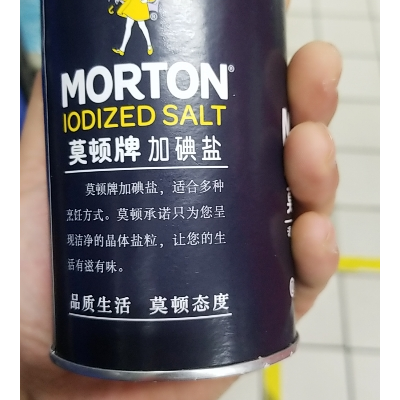 MORTON®
IODIZED SALT
莫顿牌 加碘盐
莫顿牌加碘盐，适合多种
烹饪方式。莫顿承诺只为您呈
现洁净的晶体盐粒，让您的生
活有滋有味。
品质生活 莫顿态度